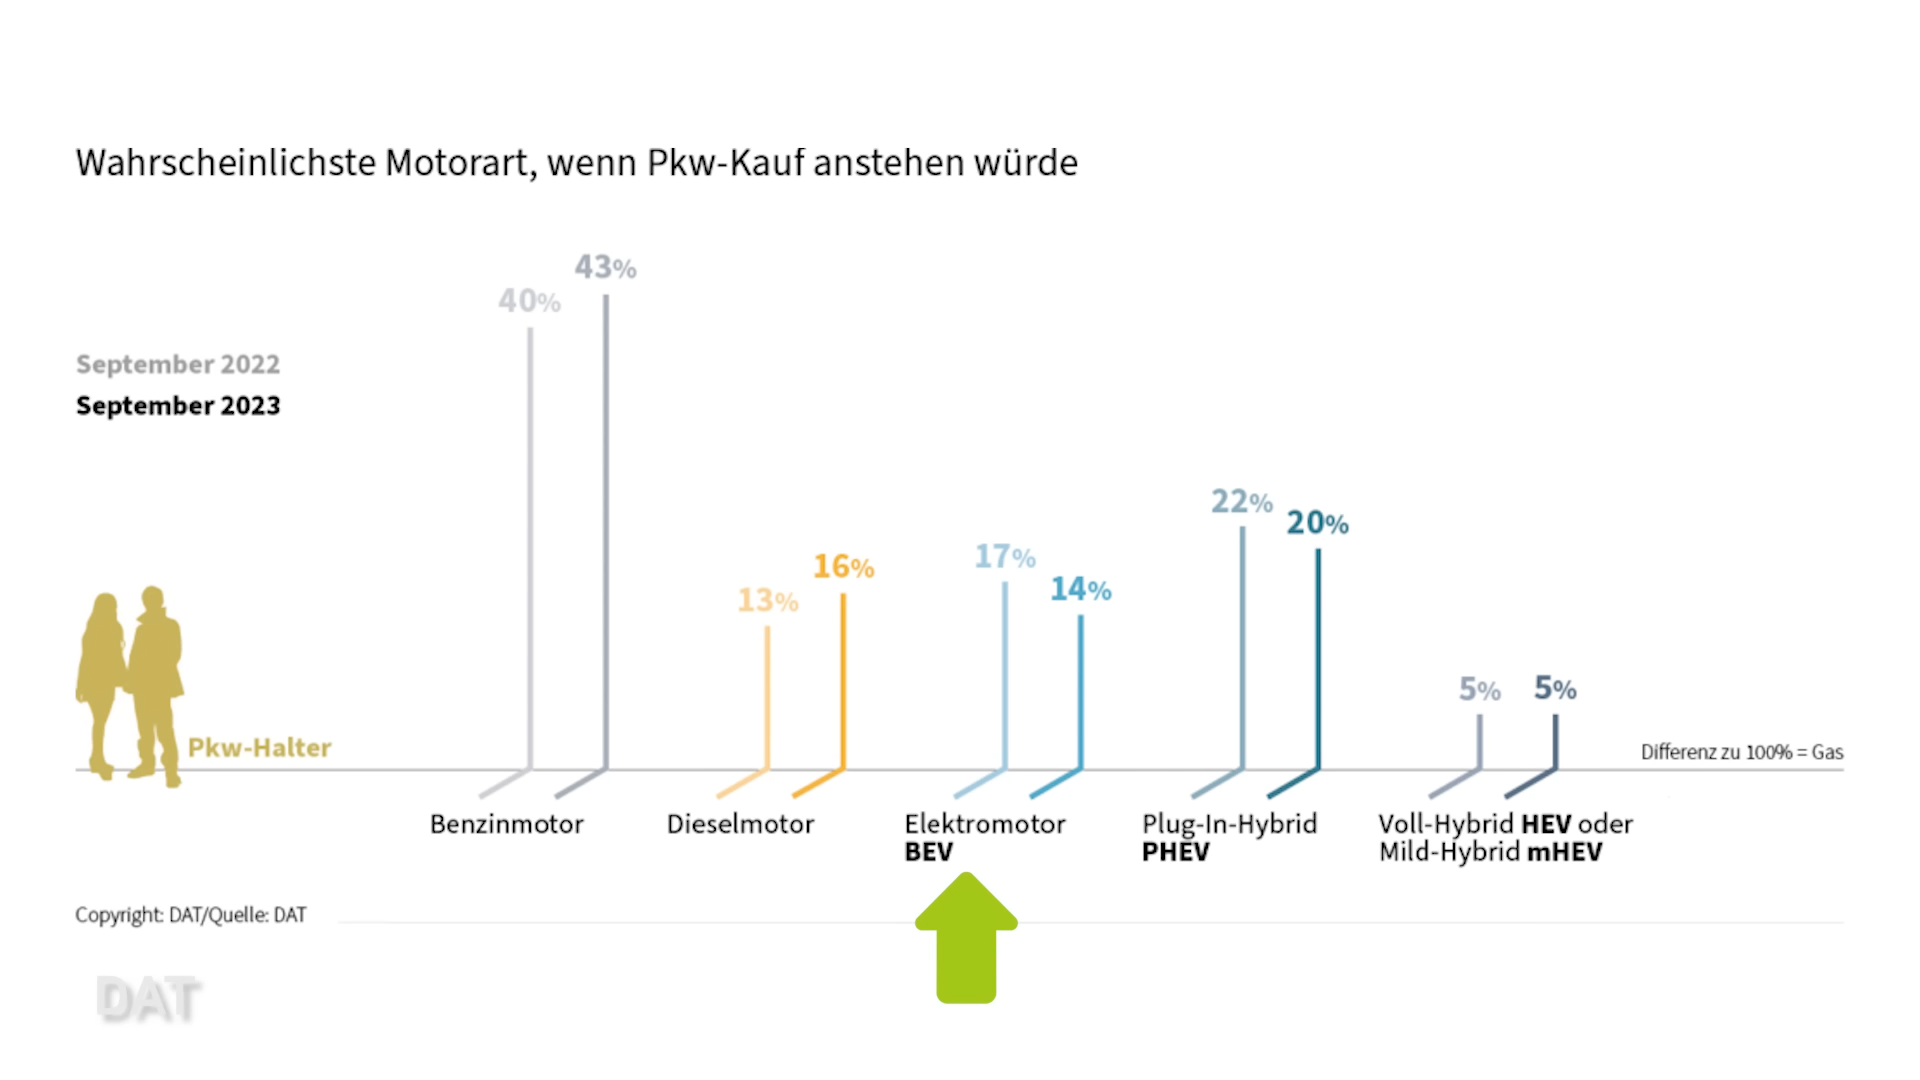 Wahrscheinlichste Motorart, wenn Pkw-Kauf anstehen würde
43%
40%
September 2022
September 2023
22%
20%
17%
16%
14%
13%
5%
5%
Pkw-Halter
Differenz zu 100% = Gas
Benzinmotor
Dieselmotor
Elektromotor
BEV
Plug-In-Hybrid
PHEV
Voll-Hybrid HEV oder
Mild-Hybrid mHEV
Copyright: DAT/Quelle: DAT
DAT